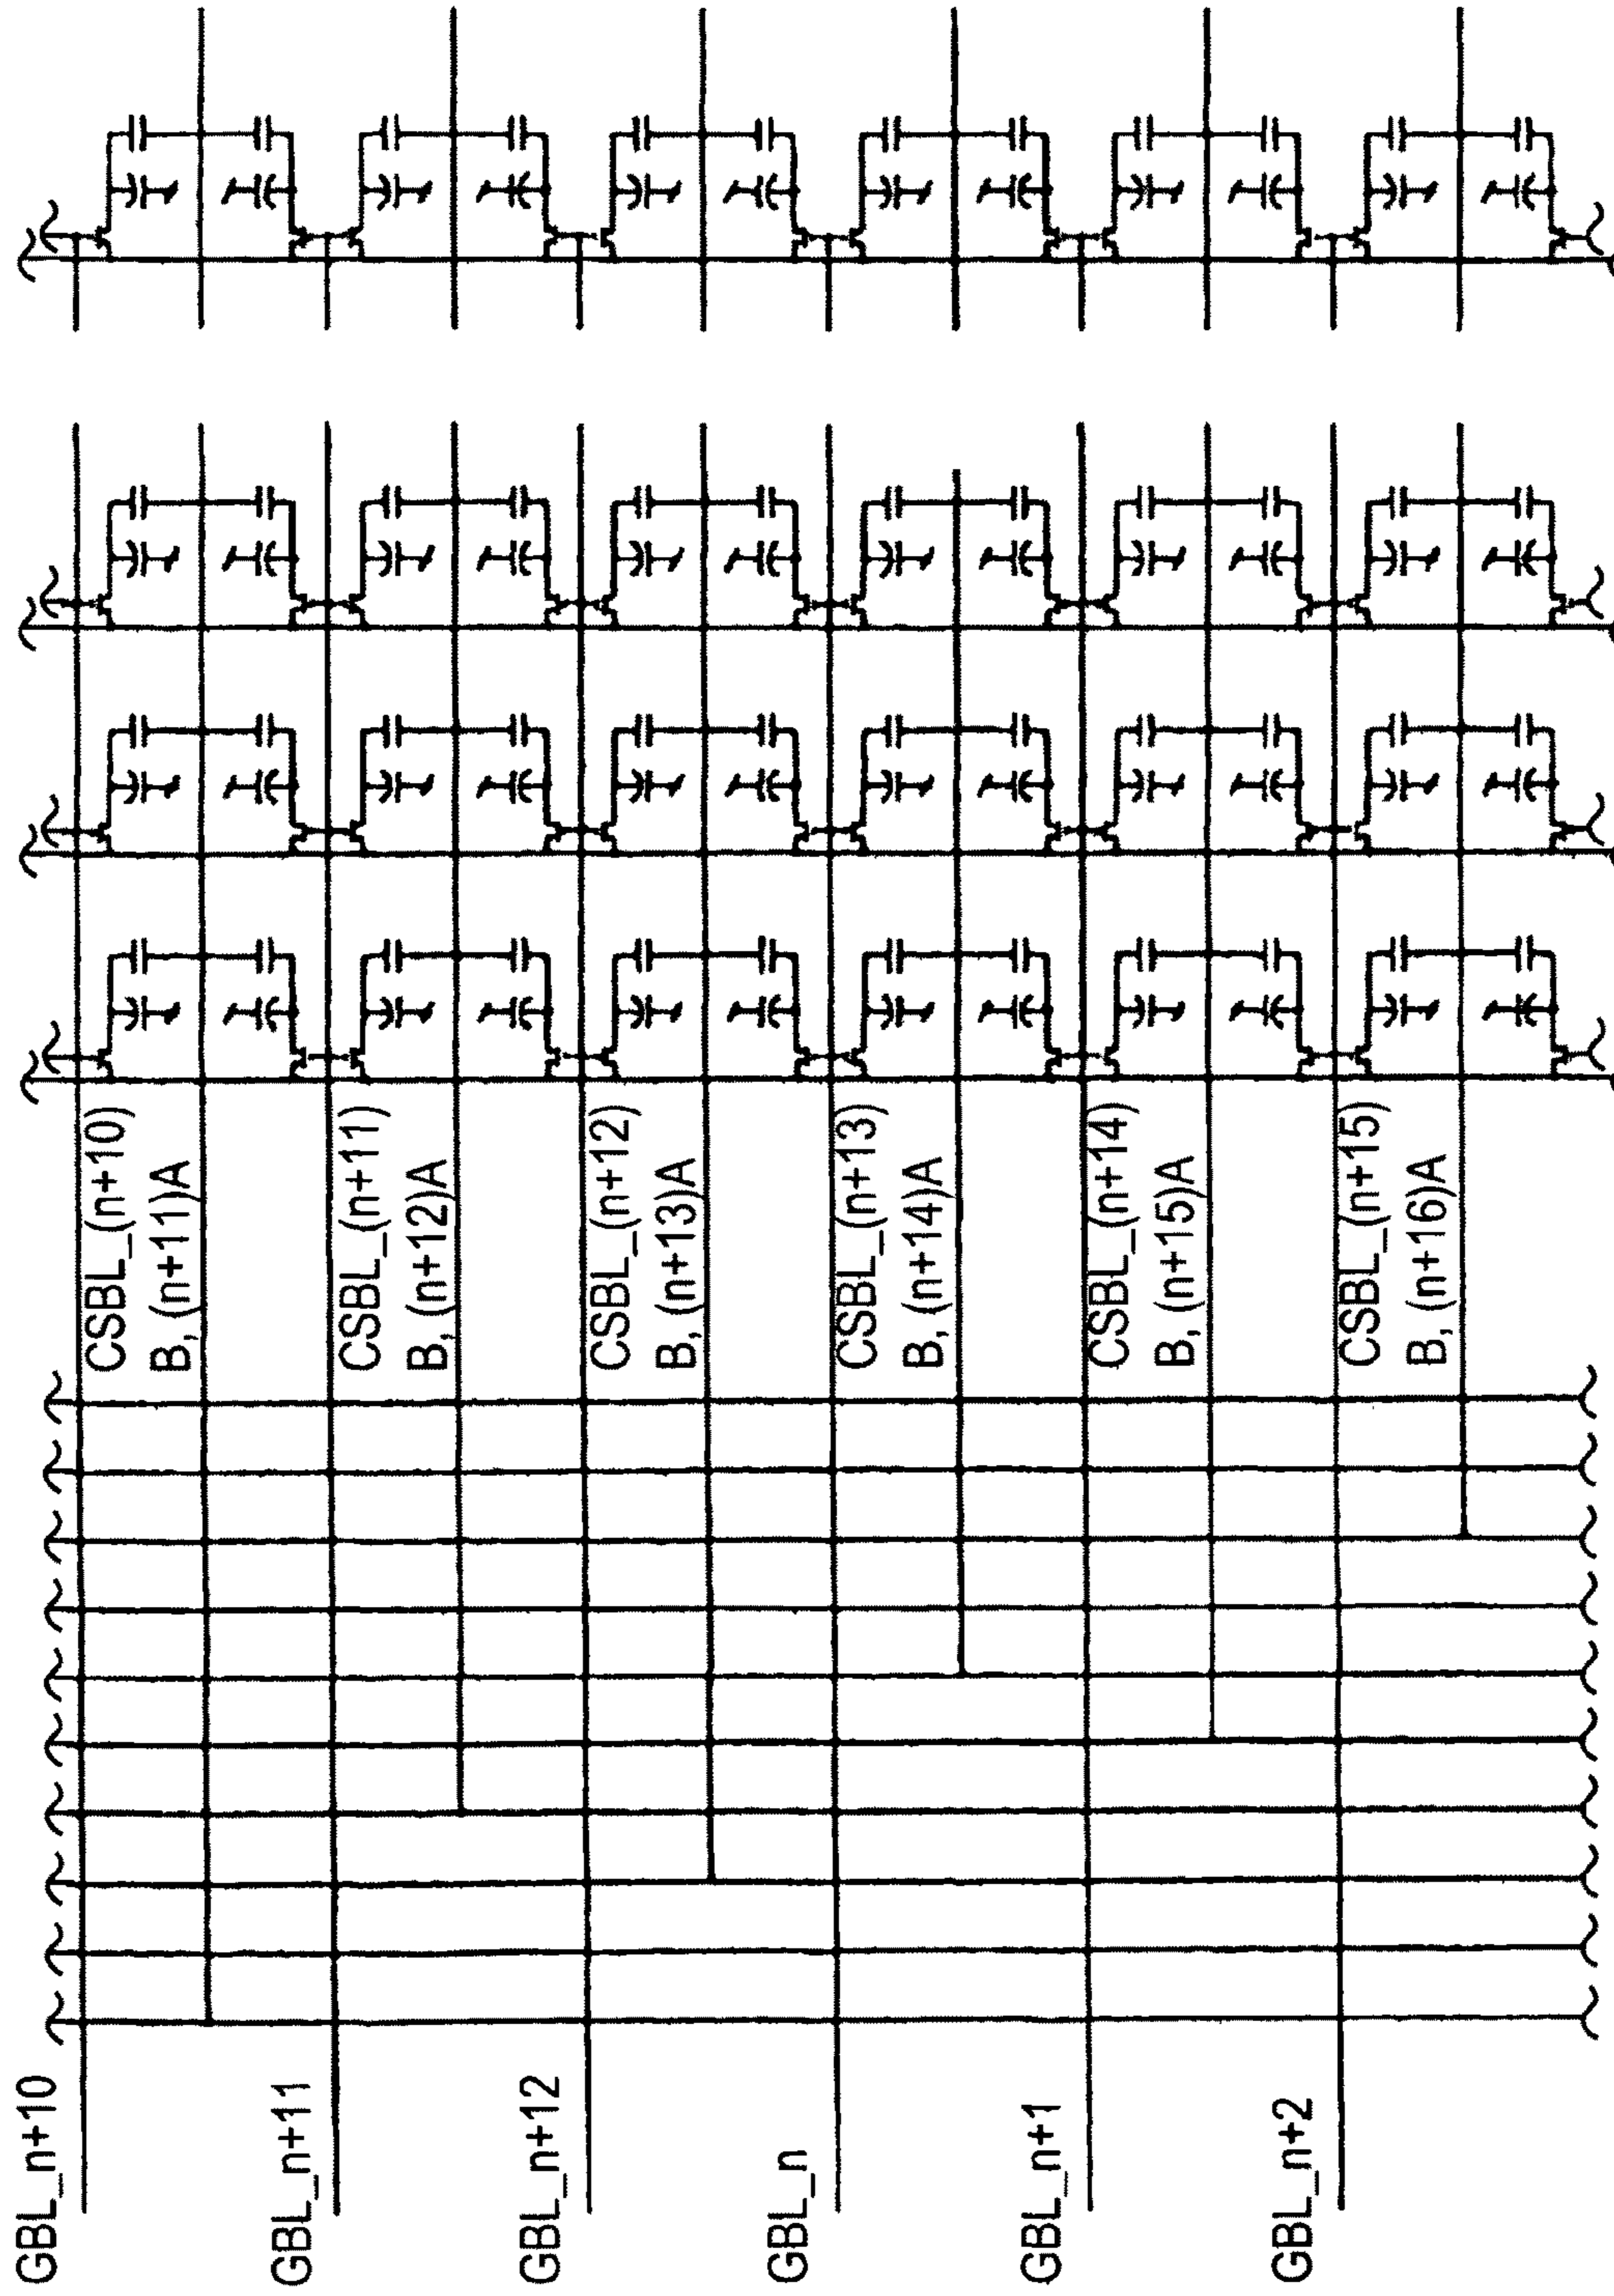 GBL_n+10
GBL_n+11
GBL_n+12
GBL_n
GBL_n+1
GBL_n+2
CSBL_(n+10)
B, (n+11)A
CSBL_(n+11)
B, (n+12)A
CSBL_(n+12)
B, (n+13)A
CSBL_(n+13)
B, (n+14)A
CSBL_(n+14)
B, (n+15)A
CSBL_(n+15)
B, (n+16)A